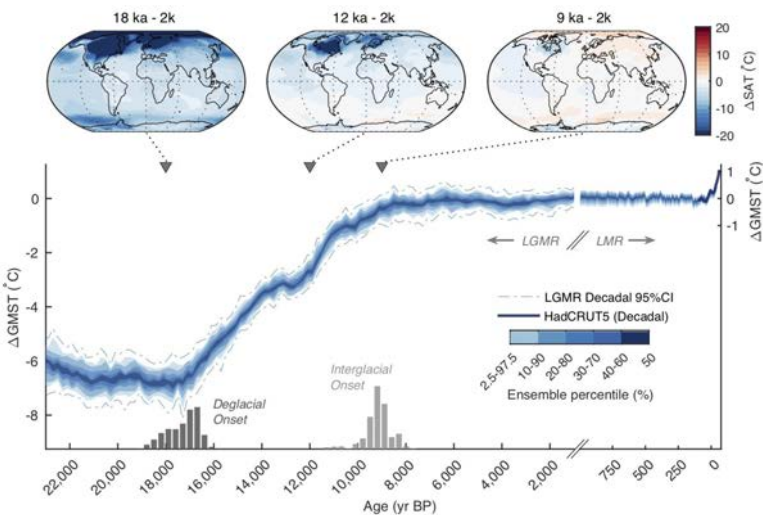 18 ka - 2k
12 ka - 2k
9 ka - 2k
20
10
0
-10
-20
ΔSAT (°C)
0
-2
-4
-6
-8
ΔGMST (°C)
1
0
-1
ΔGMST (°C)
LGMR
LMR
LGMR Decadal 95%CI
HadCRUT5 (Decadal)
2.5-97.5
10-90
20-80
30-70
40-60
50
Ensemble percentile (%)
Interglacial
Onset
Deglacial
Onset
22,000
20,000
18,000
16,000
14,000
12,000
10,000
8,000
6,000
4,000
2,000
750
500
250
0
Age (yr BP)